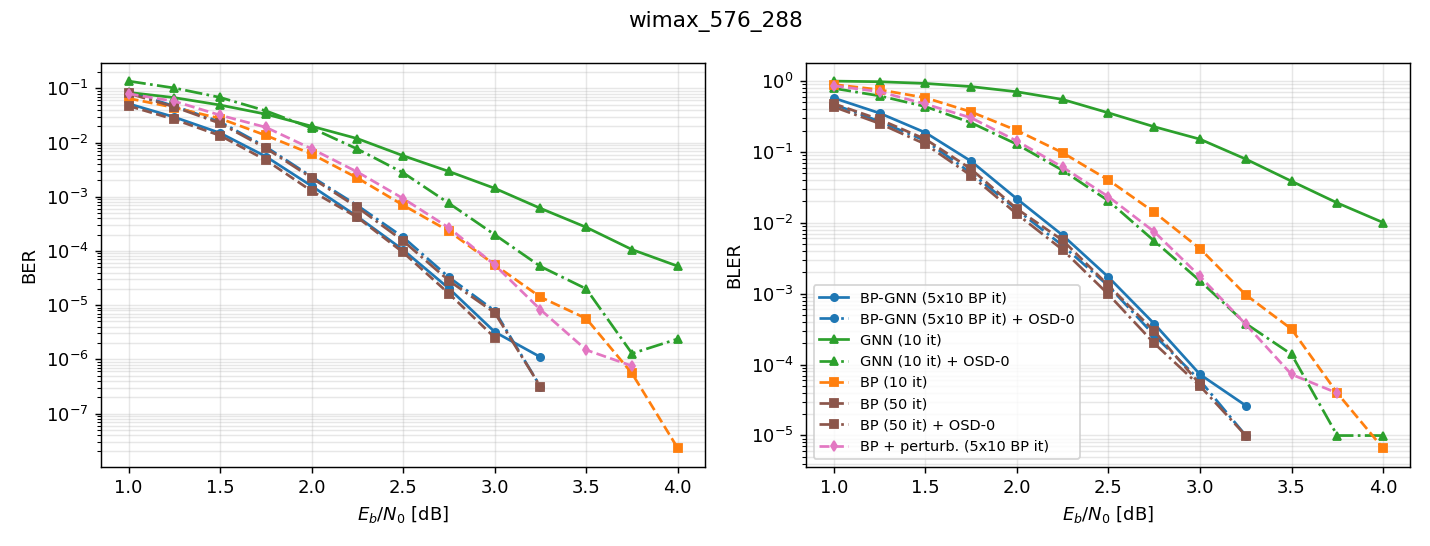 wimax_576_288
10⁻¹
10⁻²
10⁻³
10⁻⁴
10⁻⁵
10⁻⁶
10⁻⁷
BER
1.0 1.5 2.0 2.5 3.0 3.5 4.0
E_b/N_0 [dB]
10⁰
10⁻¹
10⁻²
10⁻³
10⁻⁴
10⁻⁵
BLER
BP-GNN (5x10 BP it)
BP-GNN (5x10 BP it) + OSD-0
GNN (10 it)
GNN (10 it) + OSD-0
BP (10 it)
BP (50 it)
BP (50 it) + OSD-0
BP + perturb. (5x10 BP it)
1.0 1.5 2.0 2.5 3.0 3.5 4.0
E_b/N_0 [dB]